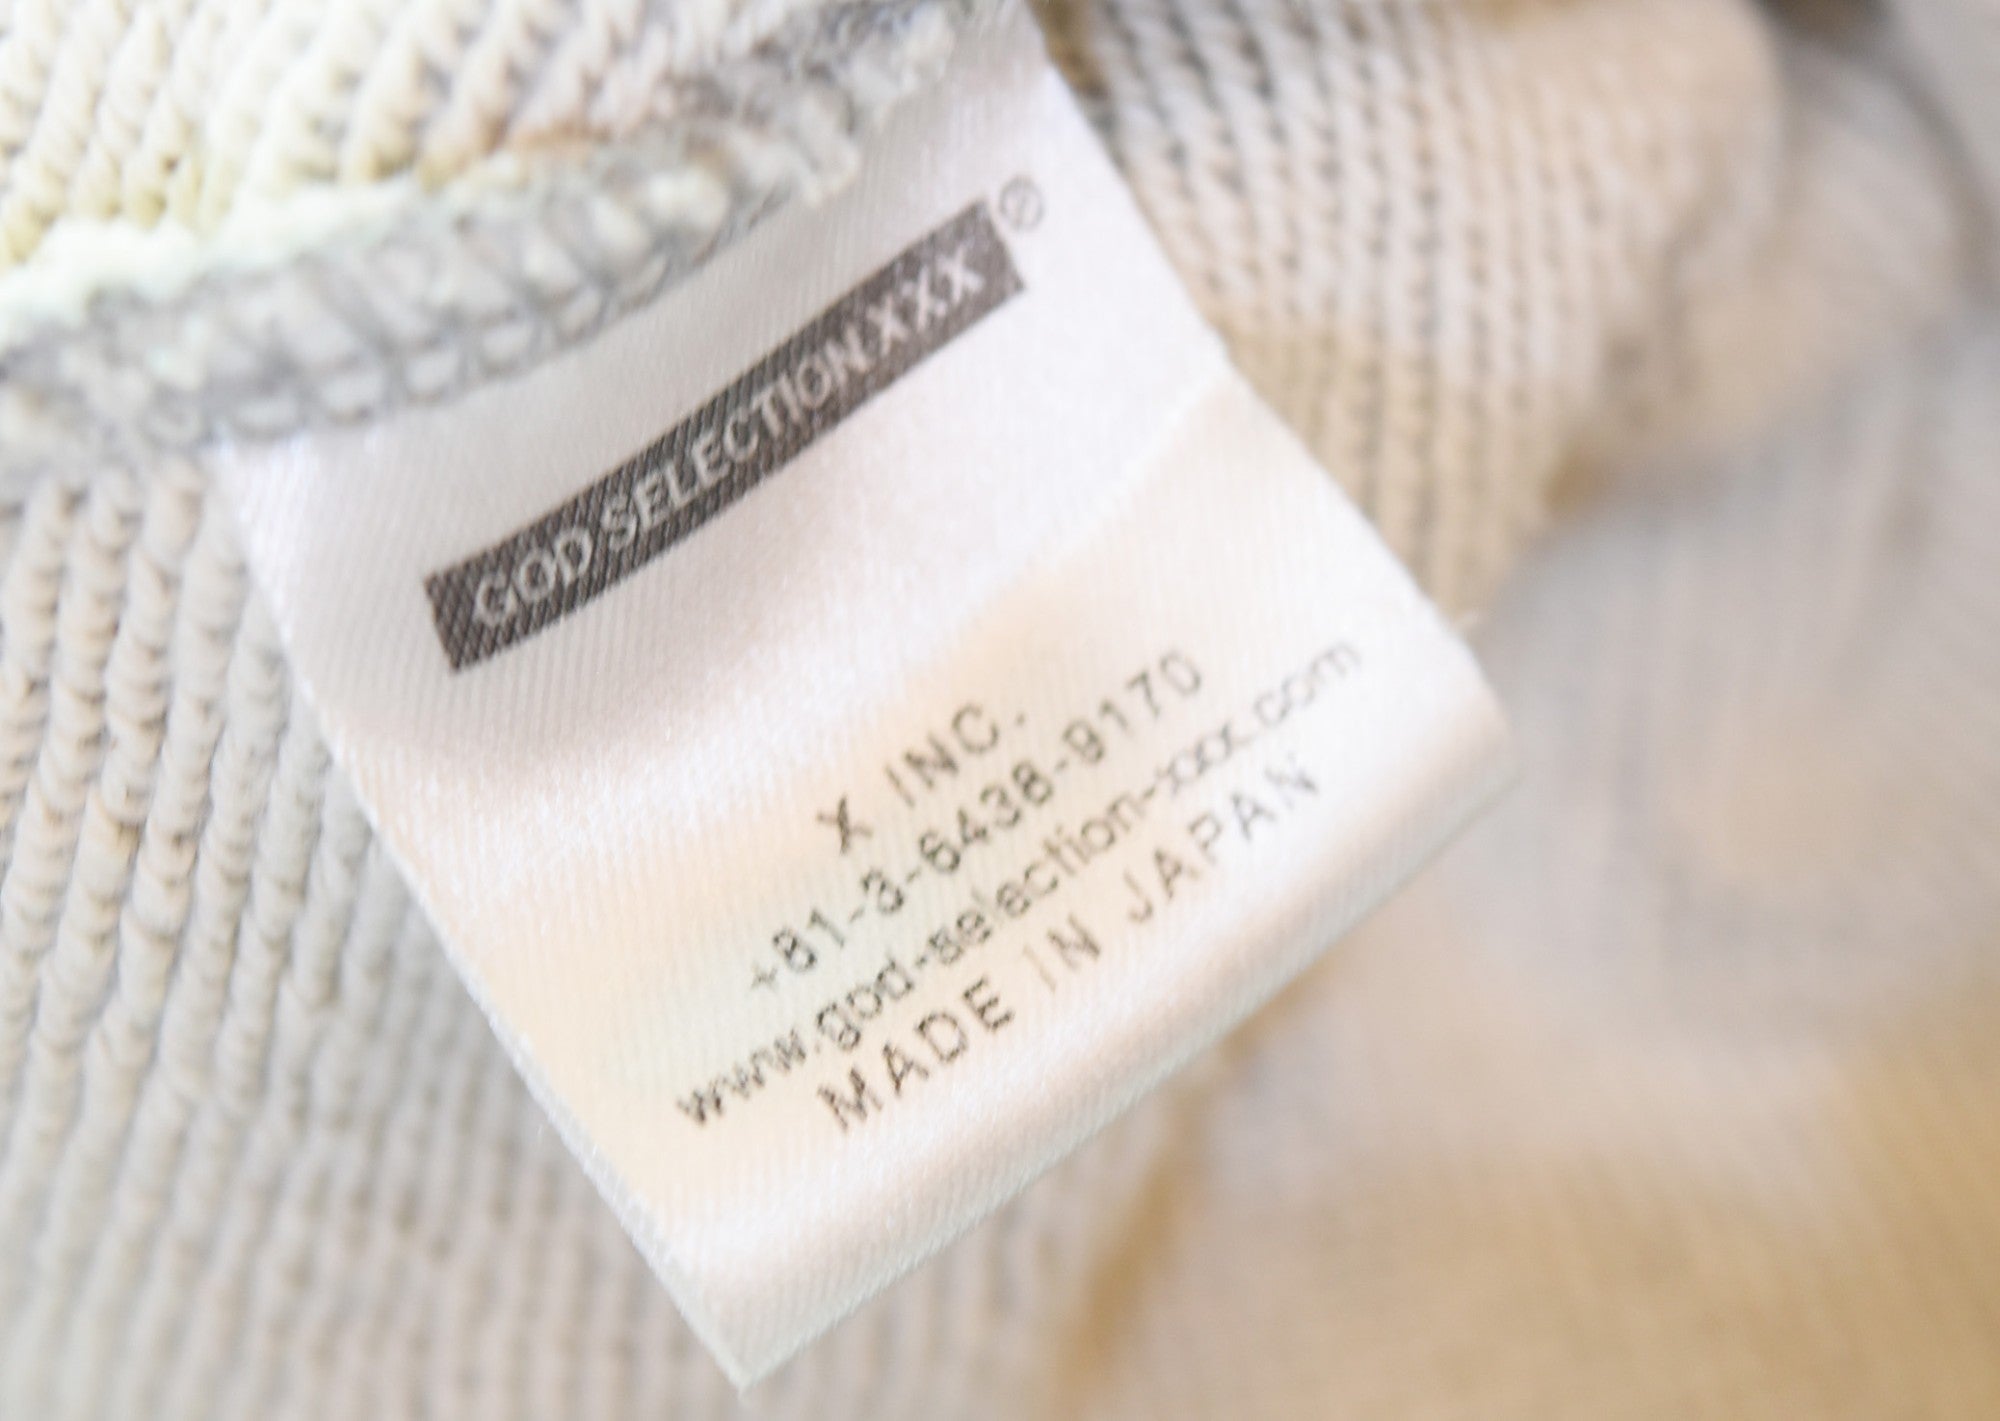 GOD SELECTION XXX ®
X INC.
+81-3-6438-9170
www.god-selection-xxx.com
MADE IN JAPAN